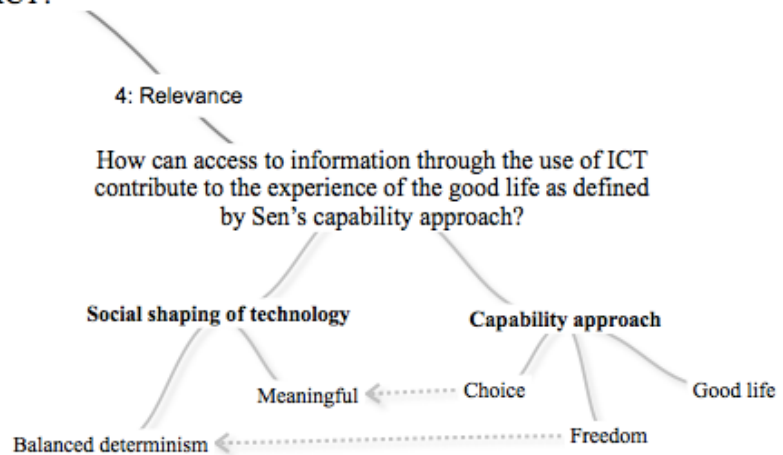 4: Relevance
How can access to information through the use of ICT
contribute to the experience of the good life as defined
by Sen's capability approach?
Social shaping of technology
Capability approach
Meaningful
Choice
Good life
Balanced determinism
Freedom